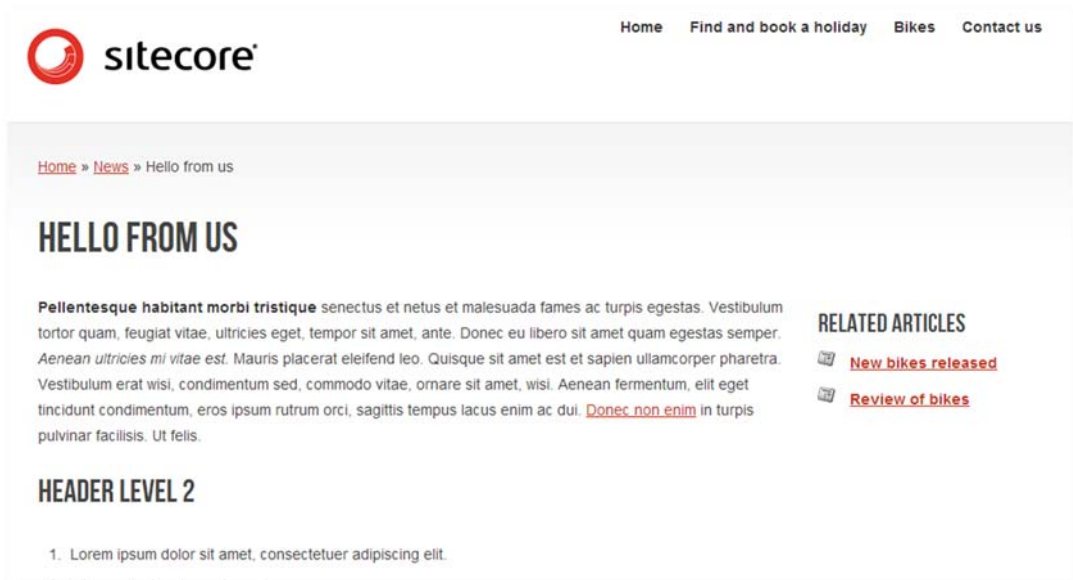 sitecore
Home Find and book a holiday Bikes Contact us
Home » News » Hello from us
HELLO FROM US
Pellentesque habitant morbi tristique senectus et netus et malesuada fames ac turpis egestas. Vestibulum
tortor quam, feugiat vitae, ultricies eget, tempor sit amet, ante. Donec eu libero sit amet quam egestas semper.
Aenean ultricies mi vitae est. Mauris placerat eleifend leo. Quisque sit amet est et sapien ullamcorper pharetra.
Vestibulum erat wisi, condimentum sed, commodo vitae, ornare sit amet, wisi. Aenean fermentum, elit eget
tincidunt condimentum, eros ipsum rutrum orci, sagittis tempus lacus enim ac dui. Donec non enim in turpis
pulvinar facilisis. Ut felis.
RELATED ARTICLES
New bikes released
Review of bikes
HEADER LEVEL 2
1. Lorem ipsum dolor sit amet, consectetuer adipiscing elit.